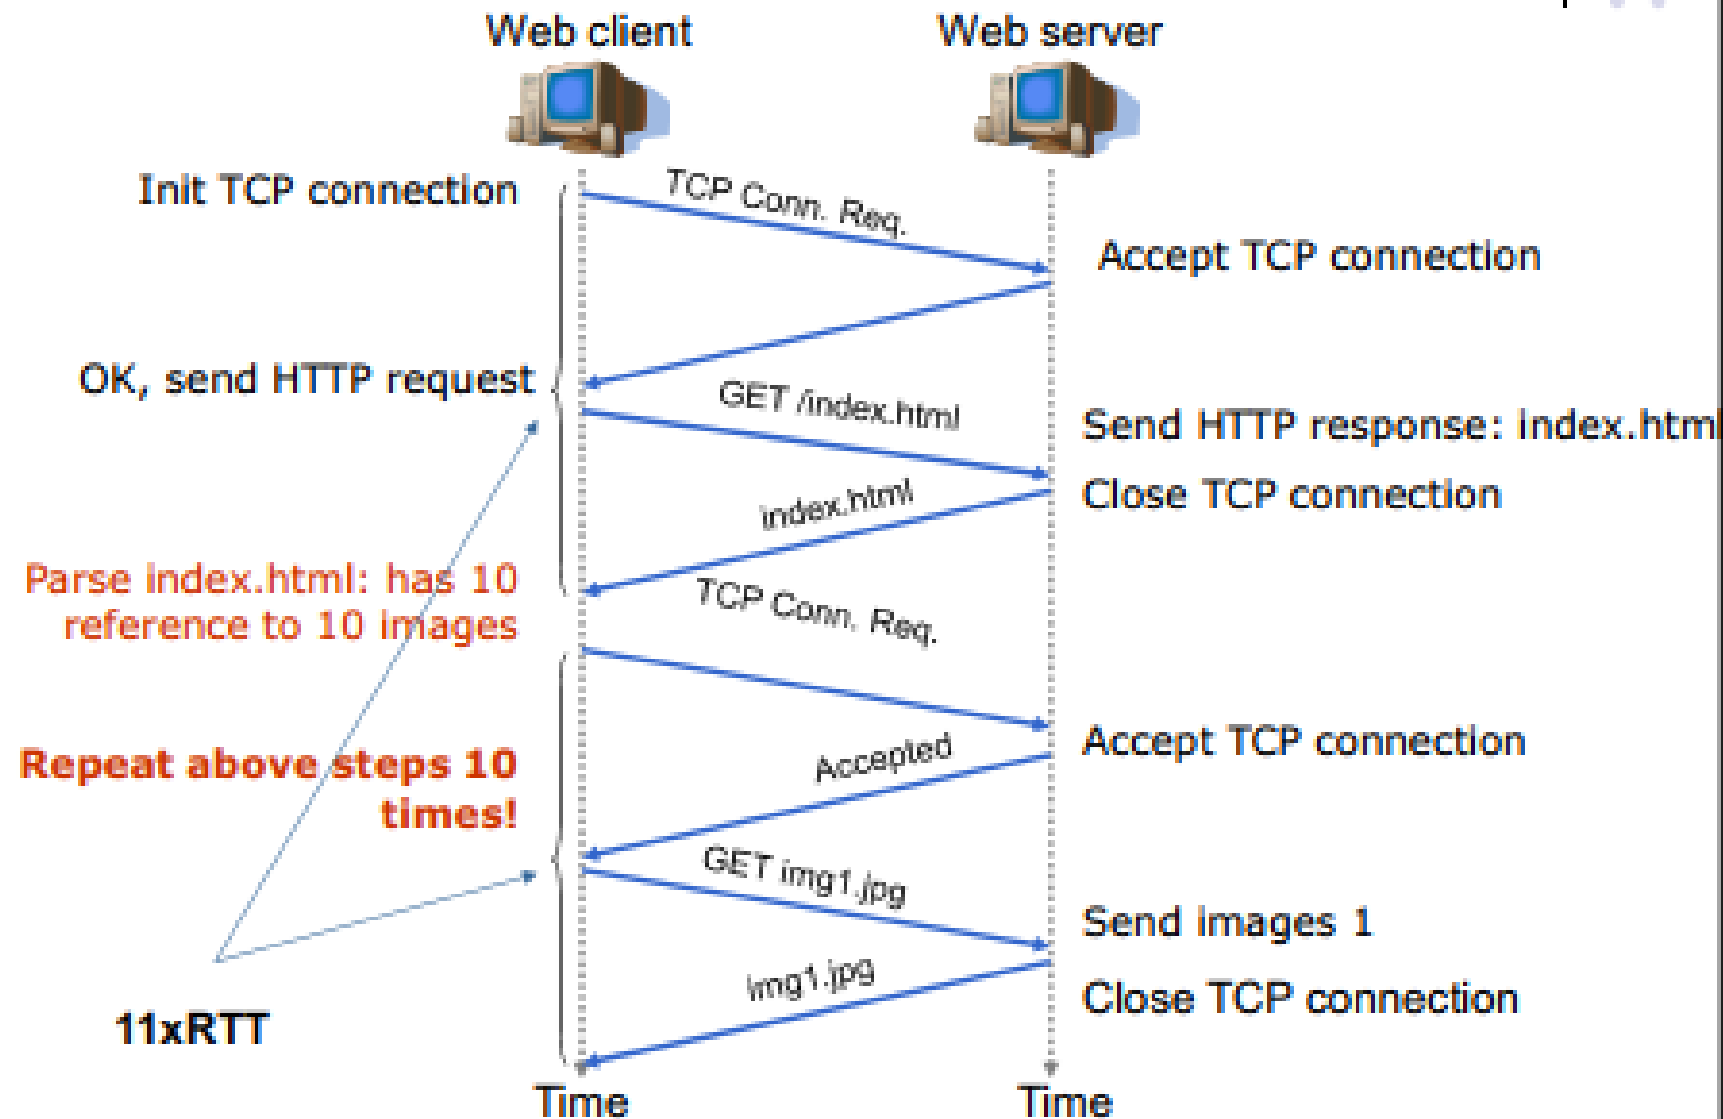 Web client
Web server
Init TCP connection
TCP Conn. Req.
Accept TCP connection
OK, send HTTP request
GET /index.html
Send HTTP response: index.html
index.html
Close TCP connection
Parse index.html: has 10
reference to 10 images
TCP Conn. Req.
Repeat above steps 10
times!
Accepted
Accept TCP connection
GET img1.jpg
Send images 1
img1.jpg
Close TCP connection
11xRTT
Time
Time